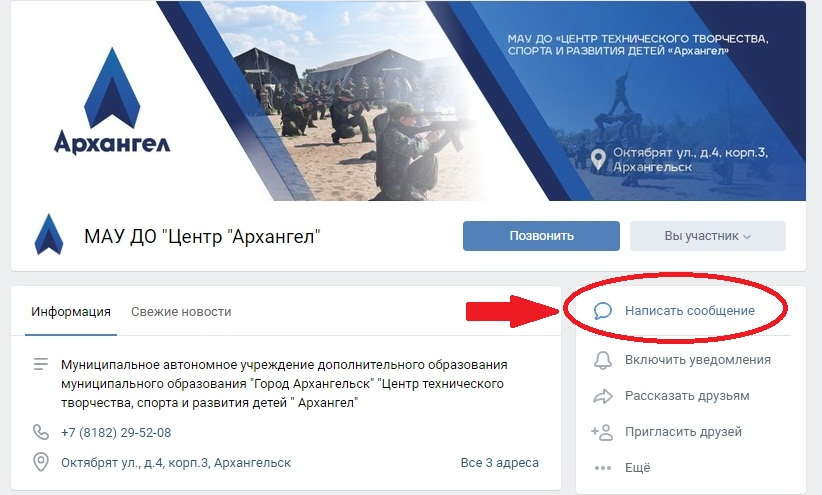 МАУ ДО «ЦЕНТР ТЕХНИЧЕСКОГО ТВОРЧЕСТВА,
СПОРТА И РАЗВИТИЯ ДЕТЕЙ «Архангел»
Архангел
Октябрят ул., д.4, корп.3,
Архангельск
МАУ ДО "Центр "Архангел"
Позвонить
Вы участник
Информация
Свежие новости
Муниципальное автономное учреждение дополнительного образования
муниципального образования "Город Архангельск" "Центр технического
творчества, спорта и развития детей " Архангел"
+7 (8182) 29-52-08
Октябрят ул., д.4, корп.3, Архангельск
Все 3 адреса
Написать сообщение
Включить уведомления
Рассказать друзьям
Пригласить друзей
Ещё